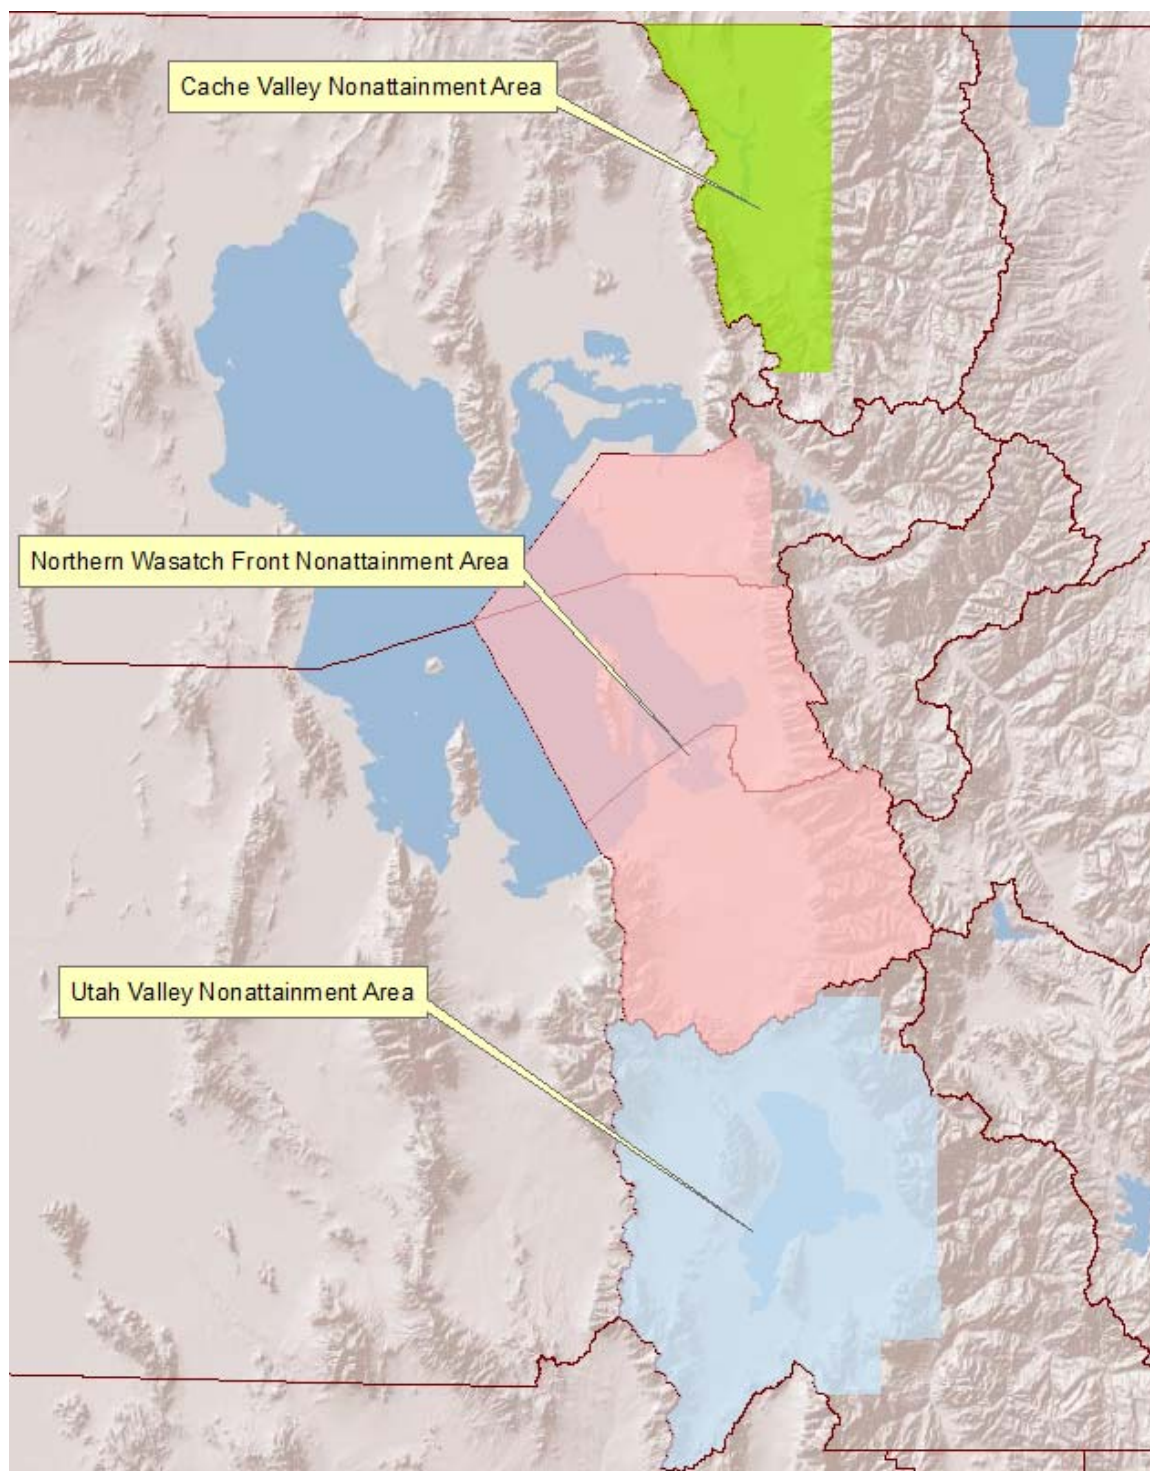 Cache Valley Nonattainment Area
Northern Wasatch Front Nonattainment Area
Utah Valley Nonattainment Area